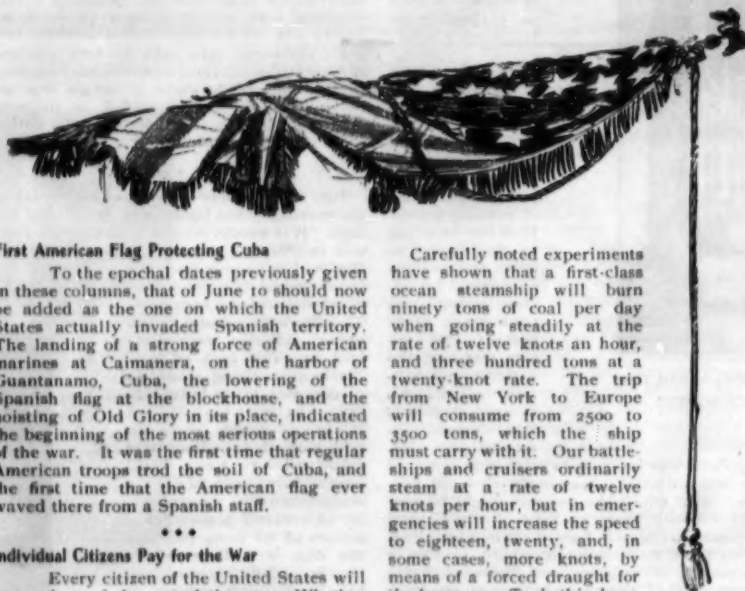 First American Flag Protecting Cuba
To the epochal dates previously given
in these columns, that of June 10 should now
be added as the one on which the United
States actually invaded Spanish territory.
The landing of a strong force of American
marines at Caimanera, on the harbor of
Guantanamo, Cuba, the lowering of the
Spanish flag at the blockhouse, and the
hoisting of Old Glory in its place, indicated
the beginning of the most serious operations
of the war. It was the first time that regular
American troops trod the soil of Cuba, and
the first time that the American flag ever
waved there from a Spanish staff.
•••
Individual Citizens Pay for the War
Every citizen of the United States will
Carefully noted experiments
have shown that a first-class
ocean steamship will burn
ninety tons of coal per day
when going steadily at the
rate of twelve knots an hour,
and three hundred tons at a
twenty-knot rate. The trip
from New York to Europe
will consume from 2500 to
3500 tons, which the ship
must carry with it. Our battle-
ships and cruisers ordinarily
steam at a rate of twelve
knots per hour, but in emer-
gencies will increase the speed
to eighteen, twenty, and, in
some cases, more knots, by
means of a forced draught for